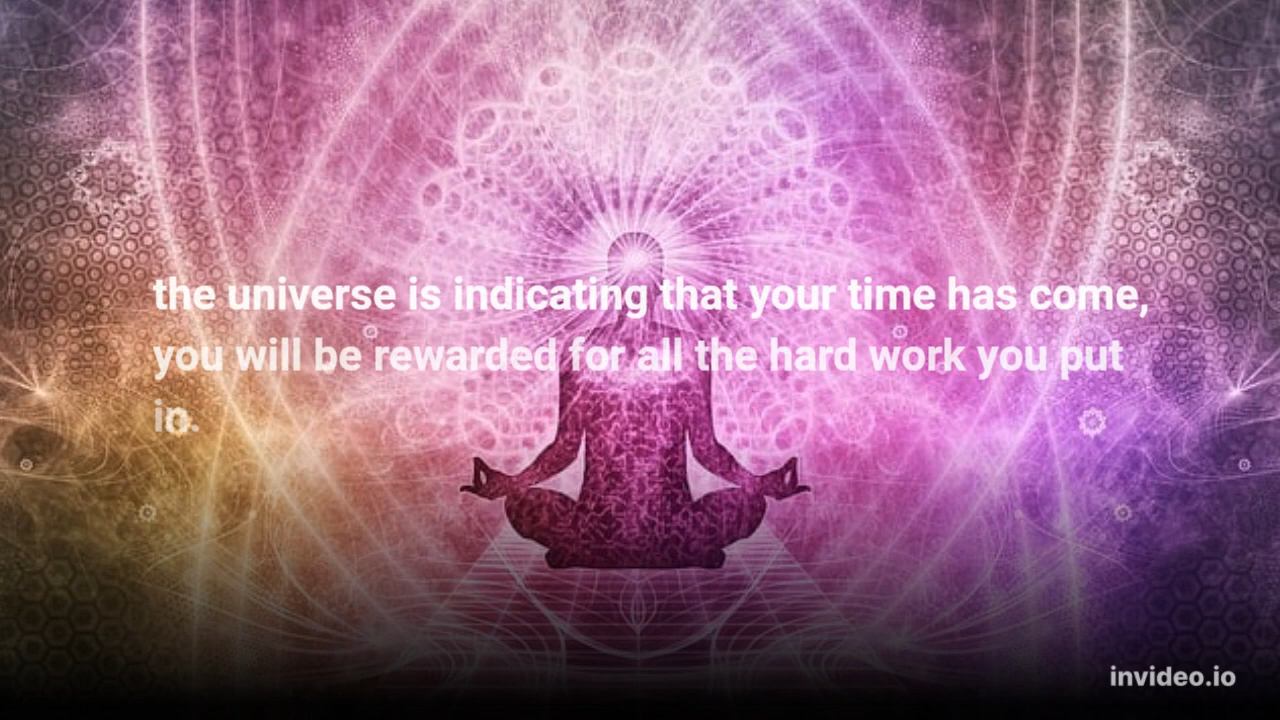 the universe is indicating that your time has come,
you will be rewarded for all the hard work you put
in.
invideo.io